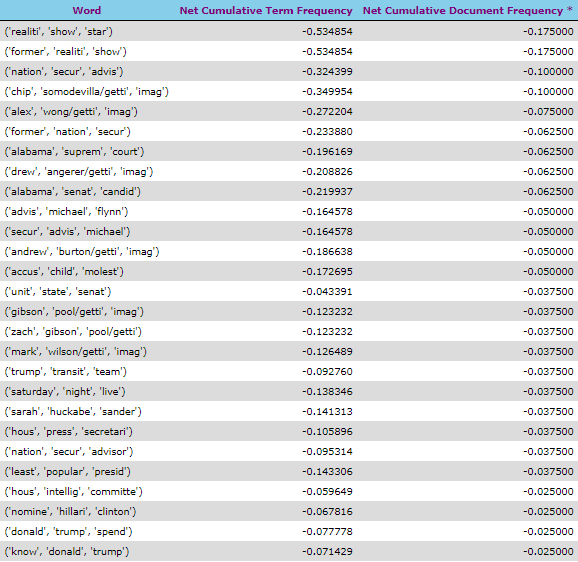 Word Net Cumulative Term Frequency Net Cumulative Document Frequency *
('realiti', 'show', 'star') -0.534854 -0.175000
('former', 'realiti', 'show') -0.534854 -0.175000
('nation', 'secur', 'advis') -0.324399 -0.100000
('chip', 'somodevilla/getti', 'imag') -0.349954 -0.100000
('alex', 'wong/getti', 'imag') -0.272204 -0.075000
('former', 'nation', 'secur') -0.233880 -0.062500
('alabama', 'suprem', 'court') -0.196169 -0.062500
('drew', 'angerer/getti', 'imag') -0.208826 -0.062500
('alabama', 'senat', 'candid') -0.219937 -0.062500
('advis', 'michael', 'flynn') -0.164578 -0.050000
('secur', 'advis', 'michael') -0.164578 -0.050000
('andrew', 'burton/getti', 'imag') -0.186638 -0.050000
('accus', 'child', 'molest') -0.172695 -0.050000
('unit', 'state', 'senat') -0.043391 -0.037500
('gibson', 'pool/getti', 'imag') -0.123232 -0.037500
('zach', 'gibson', 'pool/getti') -0.123232 -0.037500
('mark', 'wilson/getti', 'imag') -0.126489 -0.037500
('trump', 'transit', 'team') -0.092760 -0.037500
('saturday', 'night', 'live') -0.138346 -0.037500
('sarah', 'huckabe', 'sander') -0.141313 -0.037500
('hous', 'press', 'secretari') -0.105896 -0.037500
('nation', 'secur', 'advisor') -0.095314 -0.037500
('least', 'popular', 'presid') -0.143306 -0.037500
('hous', 'intellig', 'committe') -0.059649 -0.025000
('nomine', 'hillari', 'clinton') -0.067816 -0.025000
('donald', 'trump', 'spend') -0.077778 -0.025000
('know', 'donald', 'trump') -0.071429 -0.025000